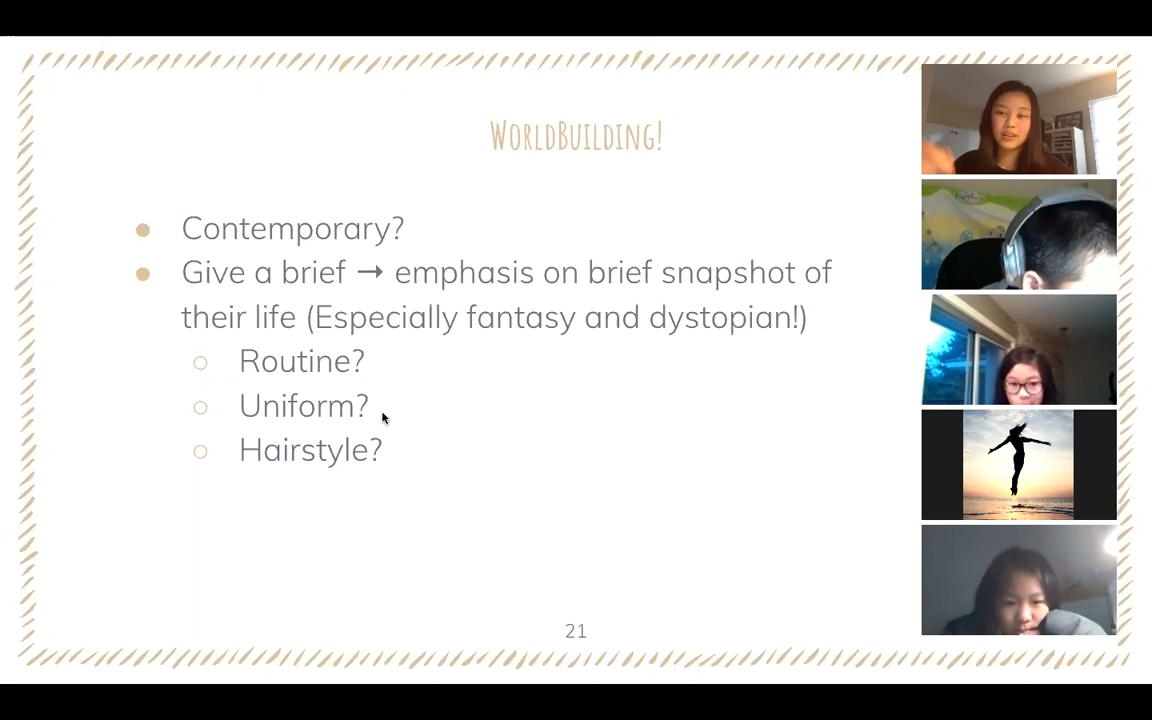 WORLDBUILDING!
● Contemporary?
● Give a brief → emphasis on brief snapshot of
their life (Especially fantasy and dystopian!)
○ Routine?
○ Uniform?
○ Hairstyle?
21